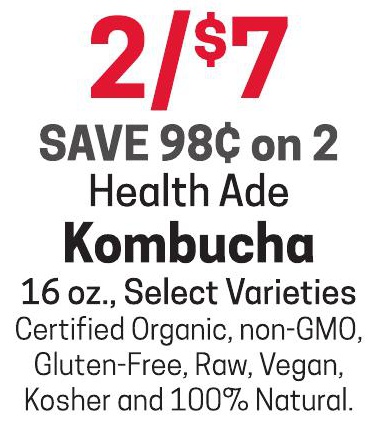 2/$7
SAVE 98¢ on 2
Health Ade
Kombucha
16 oz., Select Varieties
Certified Organic, non-GMO,
Gluten-Free, Raw, Vegan,
Kosher and 100% Natural.